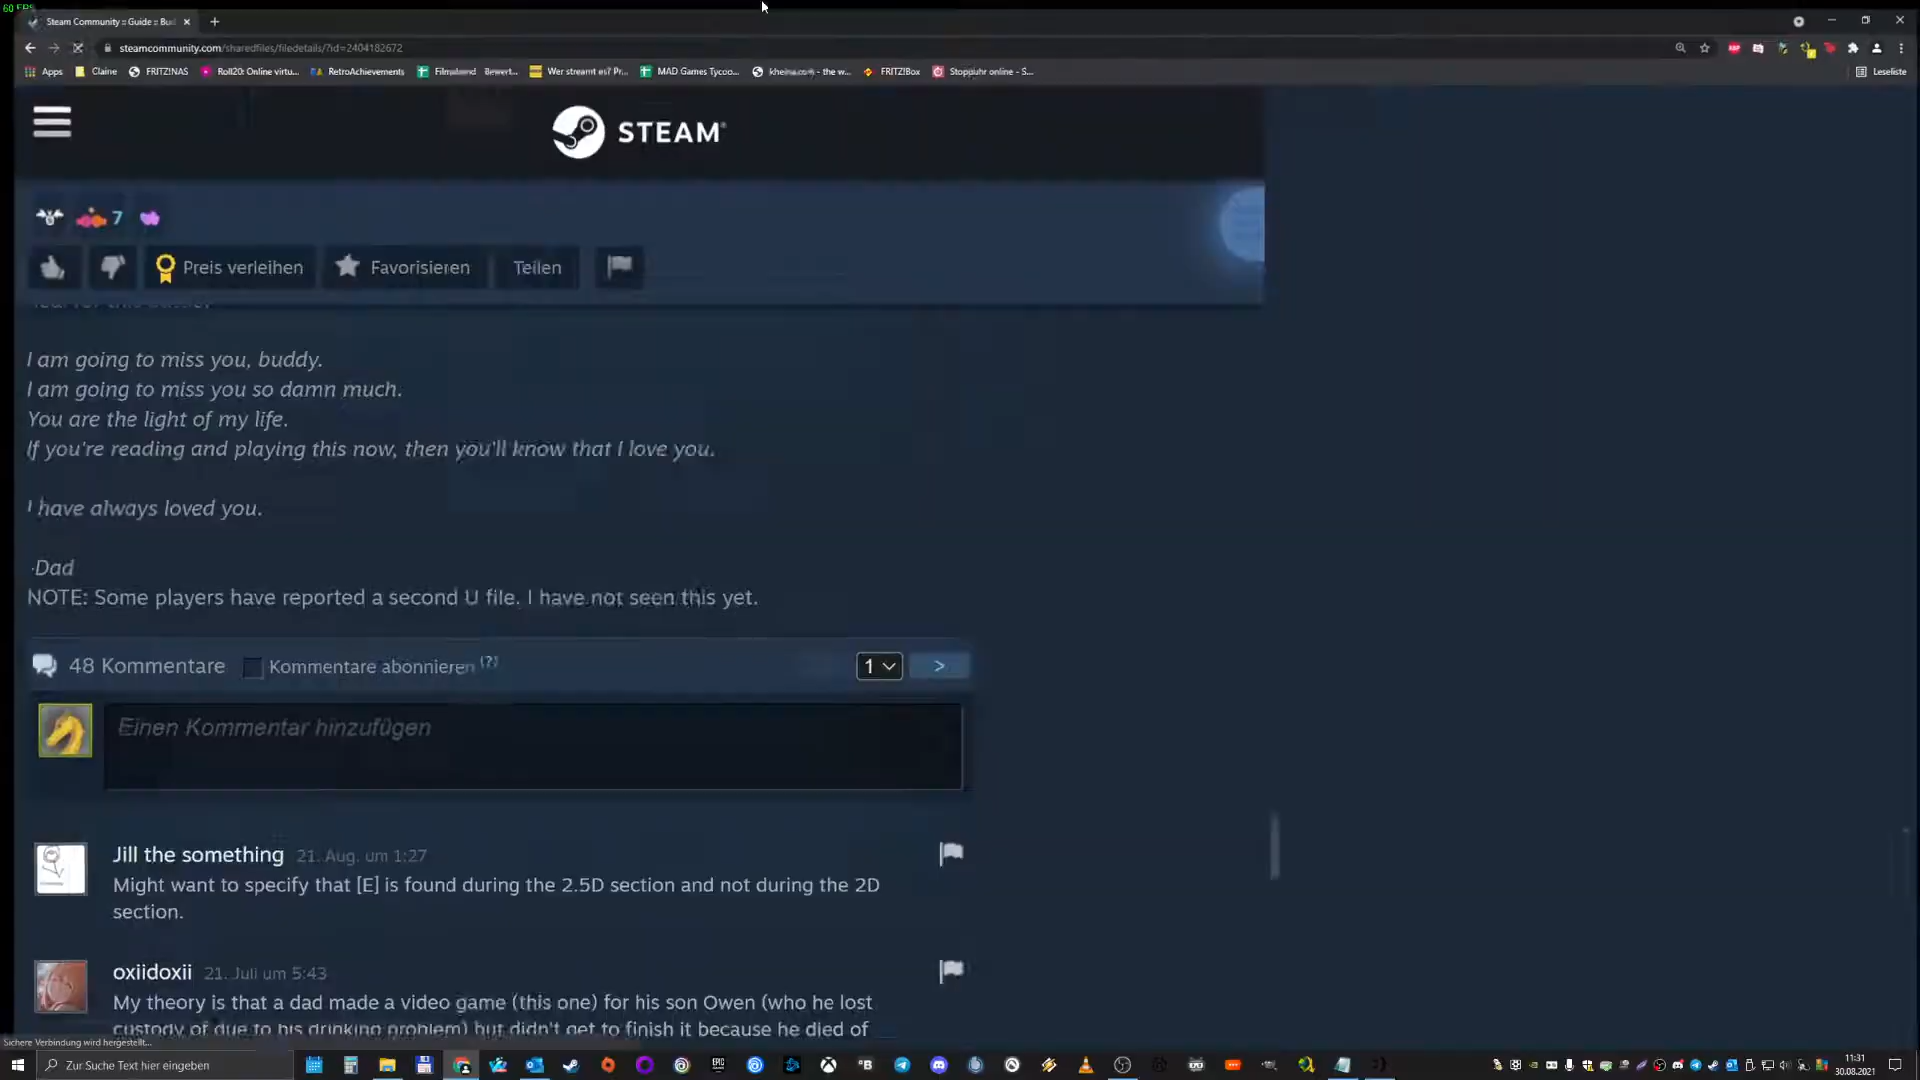 60 FPS
Steam Community :: Guide :: Bud
steamcommunity.com/sharedfiles/filedetails/?id=2404182672
Apps
Claine
FRITZ!NAS
Roll20: Online virtu...
RetroAchievements
Filmabend Bewert...
Wer streamt es? Pr...
MAD Games Tycoo...
kheina.com - the w...
FRITZ!Box
Stoppuhr online - S...
Leseliste
STEAM
7
Preis verleihen
Favorisieren
Teilen
I am going to miss you, buddy.
I am going to miss you so damn much.
You are the light of my life.
If you're reading and playing this now, then you'll know that I love you.
I have always loved you.
-Dad
NOTE: Some players have reported a second U file. I have not seen this yet.
48 Kommentare
Kommentare abonnieren (?)
1
>
Einen Kommentar hinzufügen
Jill the something 21. Aug. um 1:27
Might want to specify that [E] is found during the 2.5D section and not during the 2D
section.
oxiidoxii 21. Juli um 5:43
My theory is that a dad made a video game (this one) for his son Owen (who he lost
custody of due to his drinking problem) but didn't get to finish it because he died of
Sichere Verbindung wird hergestellt...
Zur Suche Text hier eingeben
11:31
30.08.2021